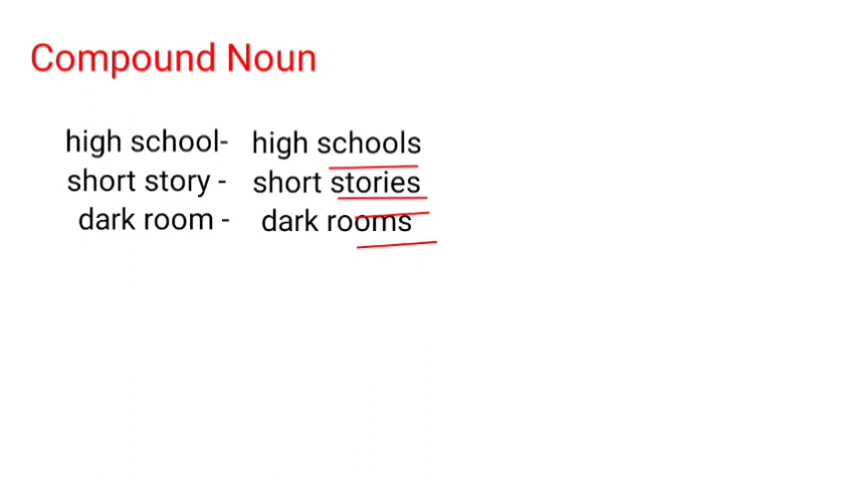 Compound Noun
high school- high schools
short story - short stories
dark room - dark rooms